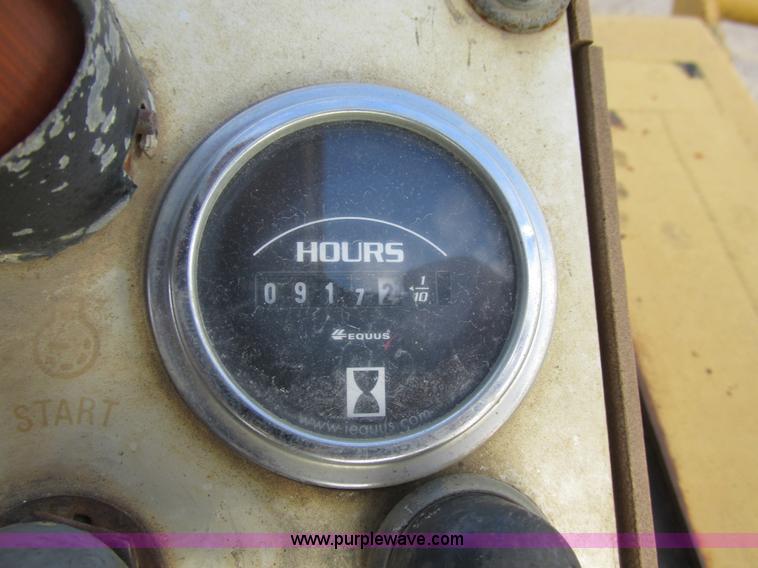 HOURS
0 9 1 7 2 1/10
EQUUS
www.iequus.com
START
www.purplewave.com